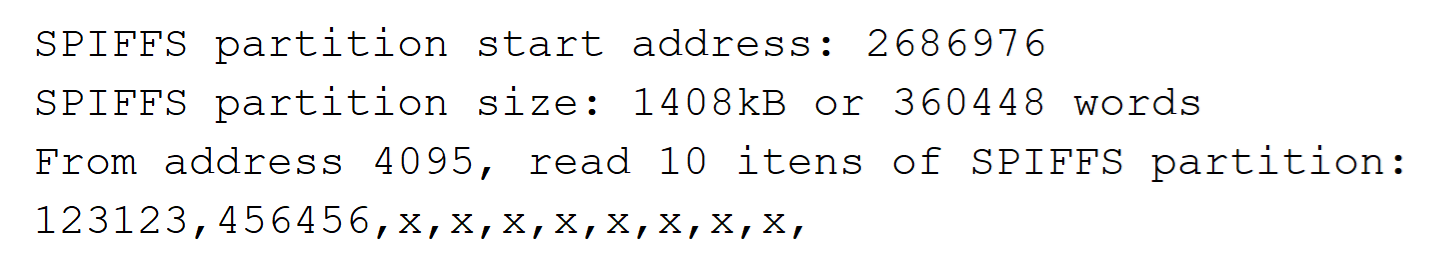 SPIFFS partition start address: 2686976
SPIFFS partition size: 1408kB or 360448 words
From address 4095, read 10 itens of SPIFFS partition:
123123,456456,x,x,x,x,x,x,x,x,